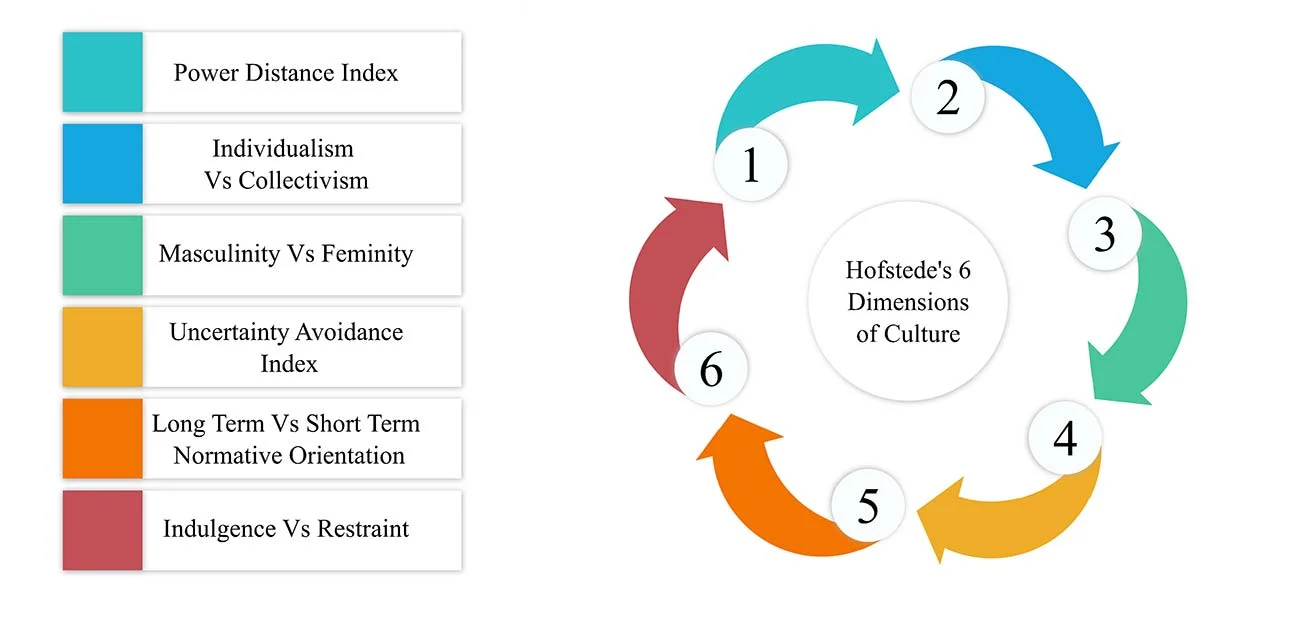 Power Distance Index
Individualism
Vs Collectivism
Masculinity Vs Feminity
Uncertainty Avoidance
Index
Long Term Vs Short Term
Normative Orientation
Indulgence Vs Restraint
1
2
3
4
5
6
Hofstede's 6
Dimensions
of Culture